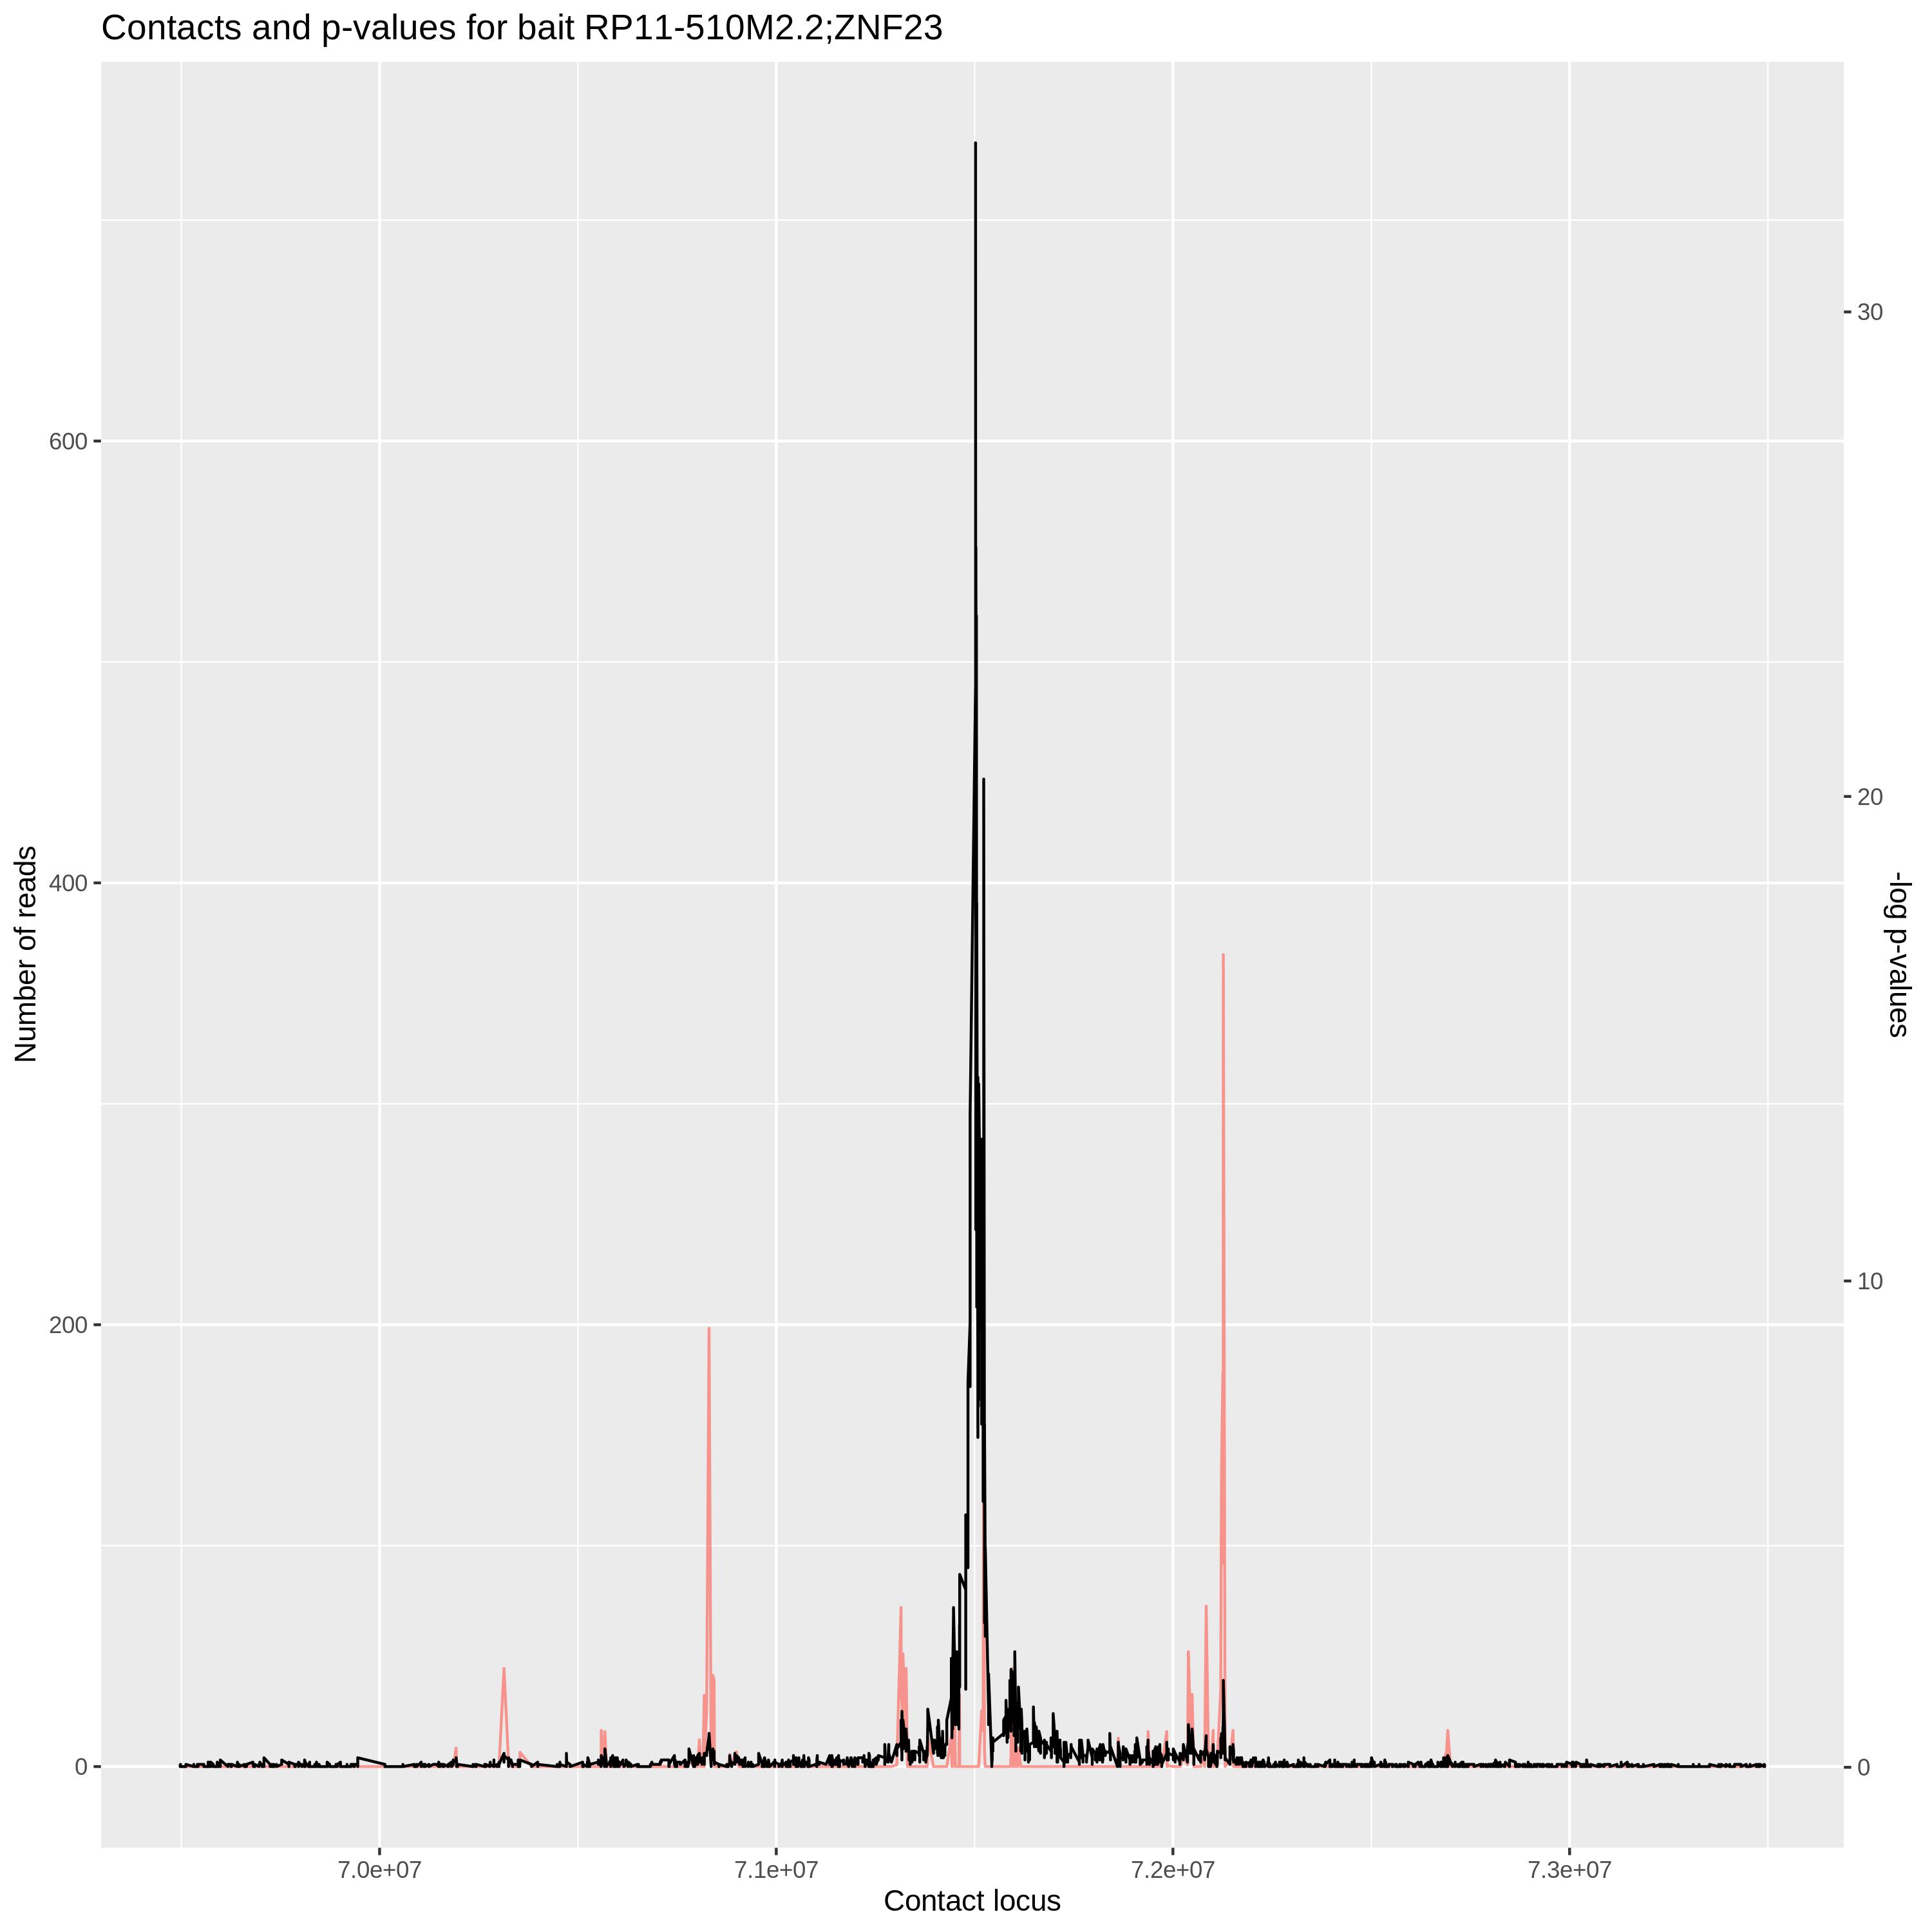 Contacts and p-values for bait RP11-510M2.2;ZNF23
Number of reads
600
400
200
0
30
20
10
0
-log p-values
7.0e+07
7.1e+07
7.2e+07
7.3e+07
Contact locus